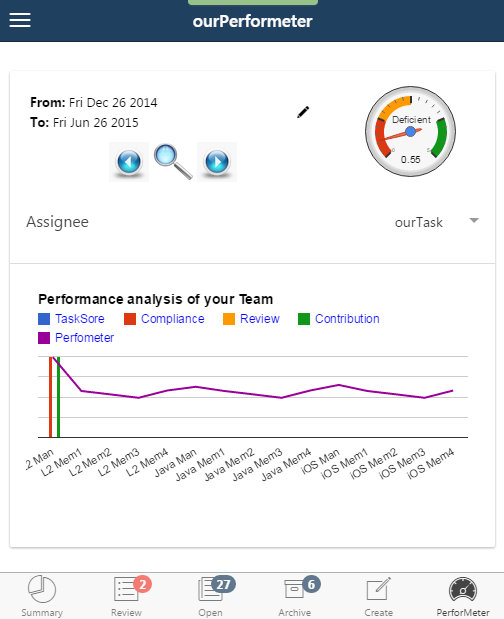 ourPerformeter
From: Fri Dec 26 2014
To: Fri Jun 26 2015
Deficient
0 5
0.55
Assignee
ourTask
Performance analysis of your Team
TaskSore Compliance Review Contribution
Perfometer
..2 Man L2 Mem1 L2 Mem2 L2 Mem3 L2 Mem4 Java Man Java Mem1 Java Mem2 Java Mem3 Java Mem4 iOS Man iOS Mem1 iOS Mem2 iOS Mem3 iOS Mem4
2 27 6
Summary Review Open Archive Create PerforMeter